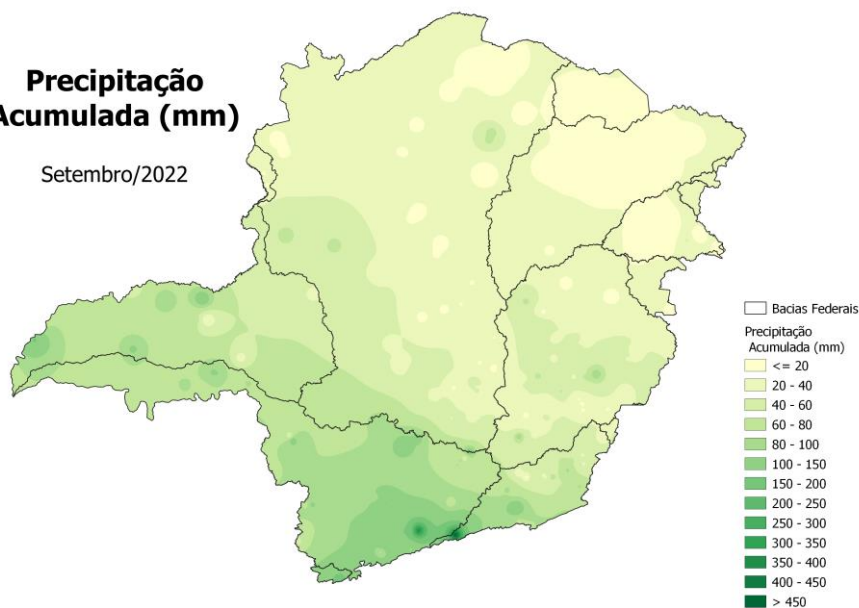 Precipitação
Acumulada (mm)
Setembro/2022
Bacias Federais
Precipitação
Acumulada (mm)
<= 20
20 - 40
40 - 60
60 - 80
80 - 100
100 - 150
150 - 200
200 - 250
250 - 300
300 - 350
350 - 400
400 - 450
> 450